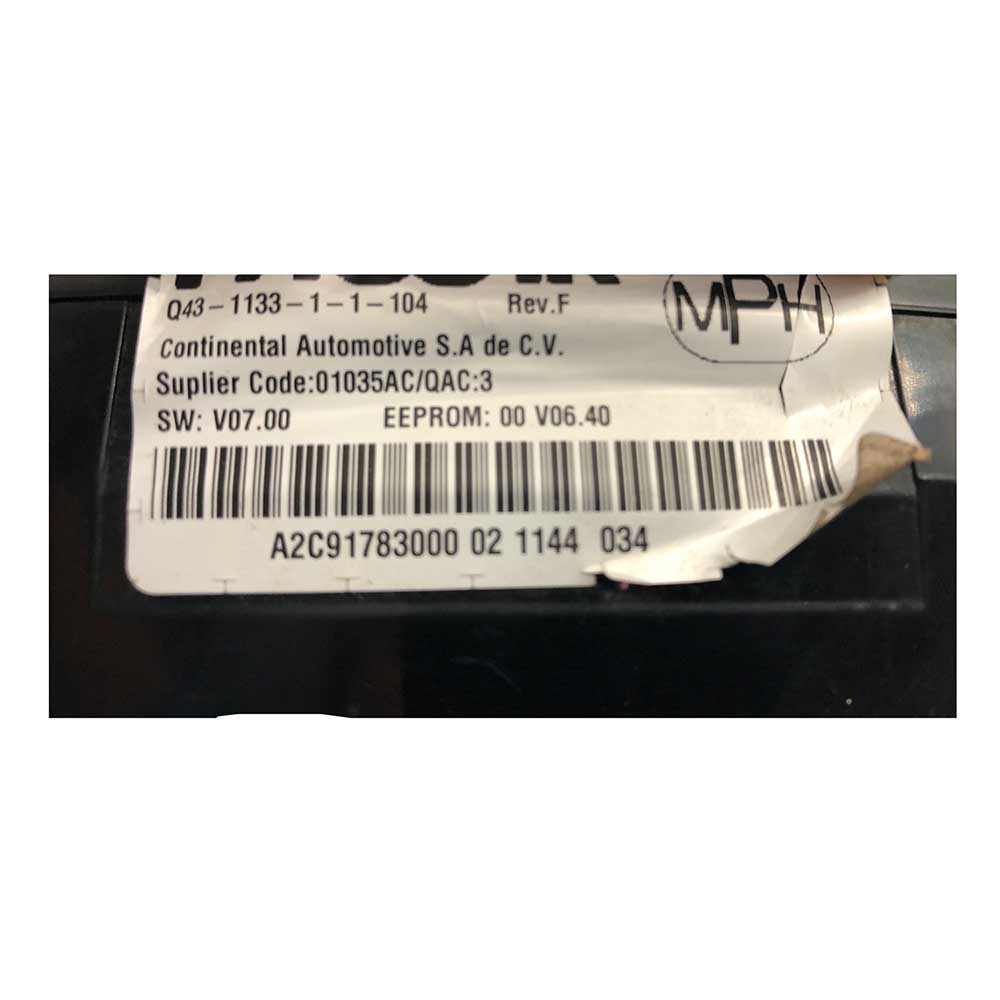 Q43-1133-1-1-104 Rev.F
MPH
Continental Automotive S.A de C.V.
Suplier Code:01035AC/QAC:3
SW: V07.00 EEPROM: 00 V06.40
A2C91783000 02 1144 034